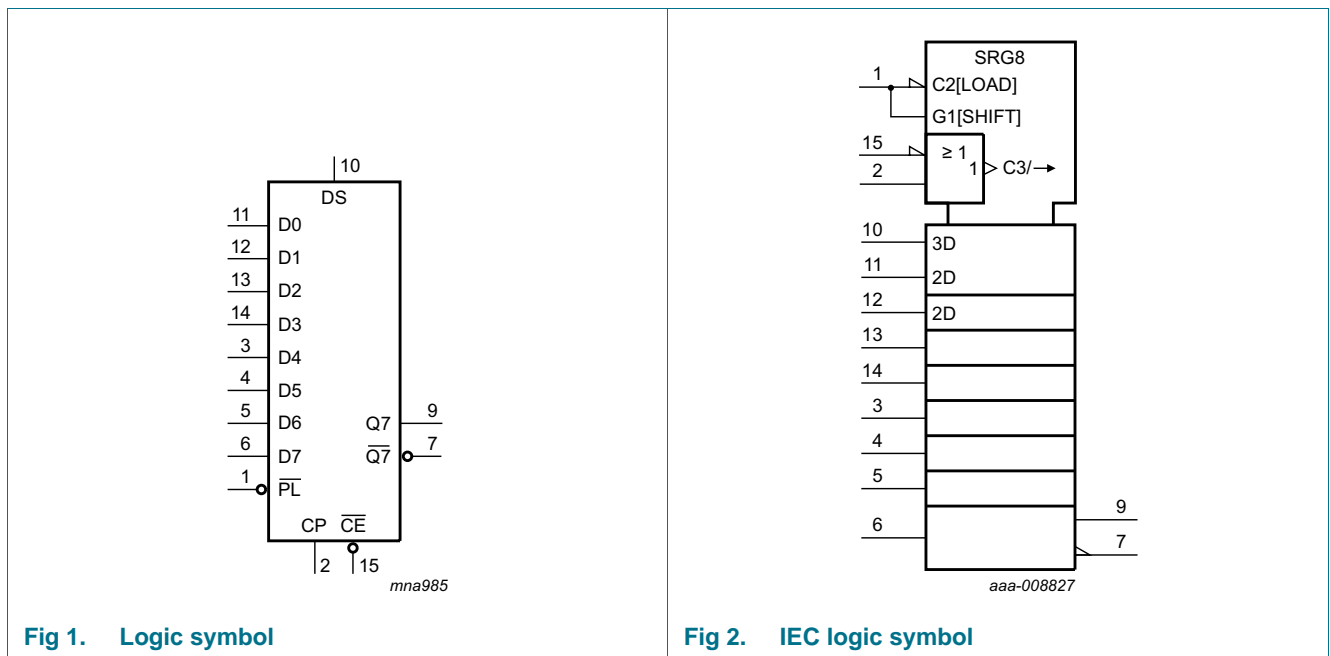 10
DS
11 D0
12 D1
13 D2
14 D3
3 D4
4 D5
5 D6 Q7 9
6 D7 Q7 7
1 PL
CP CE
2 15
mna985
Fig 1. Logic symbol
SRG8
1 C2[LOAD]
G1[SHIFT]
15 ≥ 1
2 1 C3/→
10 3D
11 2D
12 2D
13
14
3
4
5
9
6
7
aaa-008827
Fig 2. IEC logic symbol